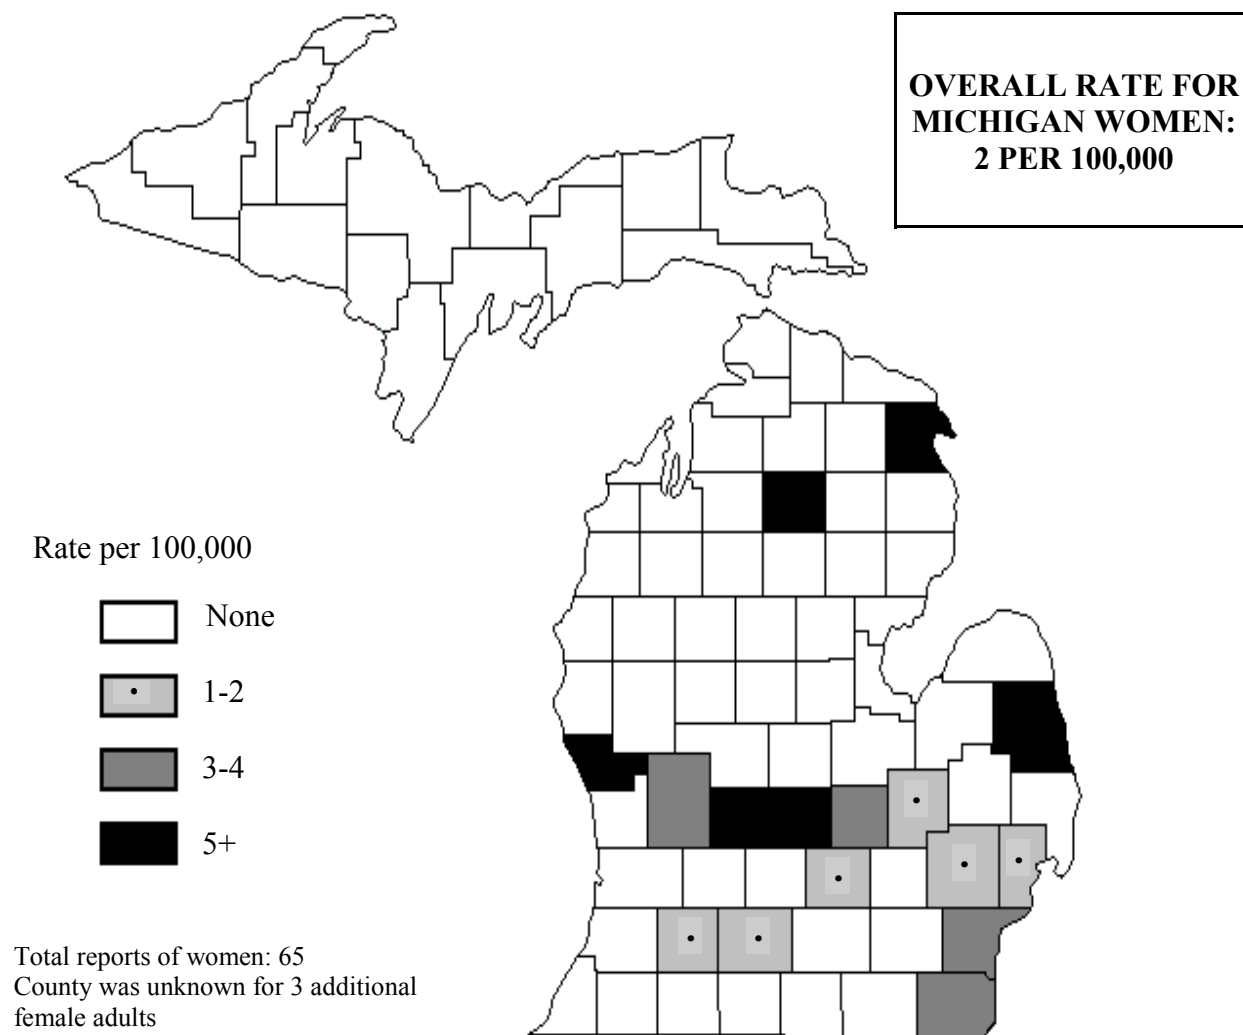 OVERALL RATE FOR
MICHIGAN WOMEN:
2 PER 100,000
Rate per 100,000
None
1-2
3-4
5+
Total reports of women: 65
County was unknown for 3 additional
female adults